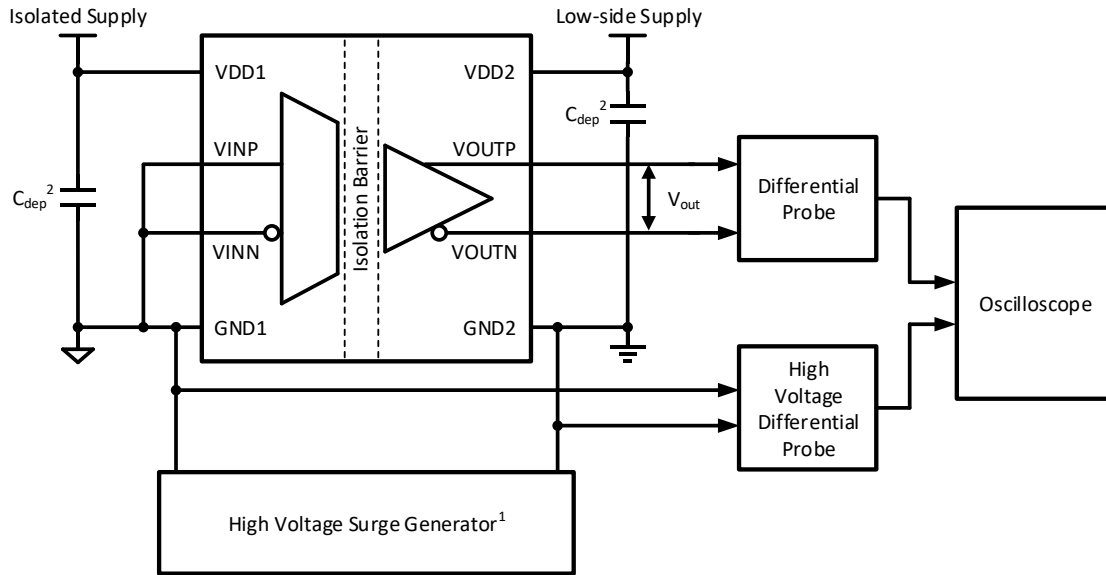 Isolated Supply
Low-side Supply
VDD1
VDD2
C_dep^2
C_dep^2
VINP
VOUTP
Isolation Barrier
V_out
Differential
Probe
VINN
VOUTN
Oscilloscope
GND1
GND2
High
Voltage
Differential
Probe
High Voltage Surge Generator^1